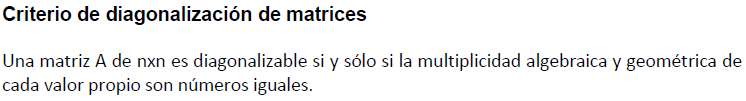 Criterio de diagonalización de matrices
Una matriz A de nxn es diagonalizable si y sólo si la multiplicidad algebraica y geométrica de
cada valor propio son números iguales.